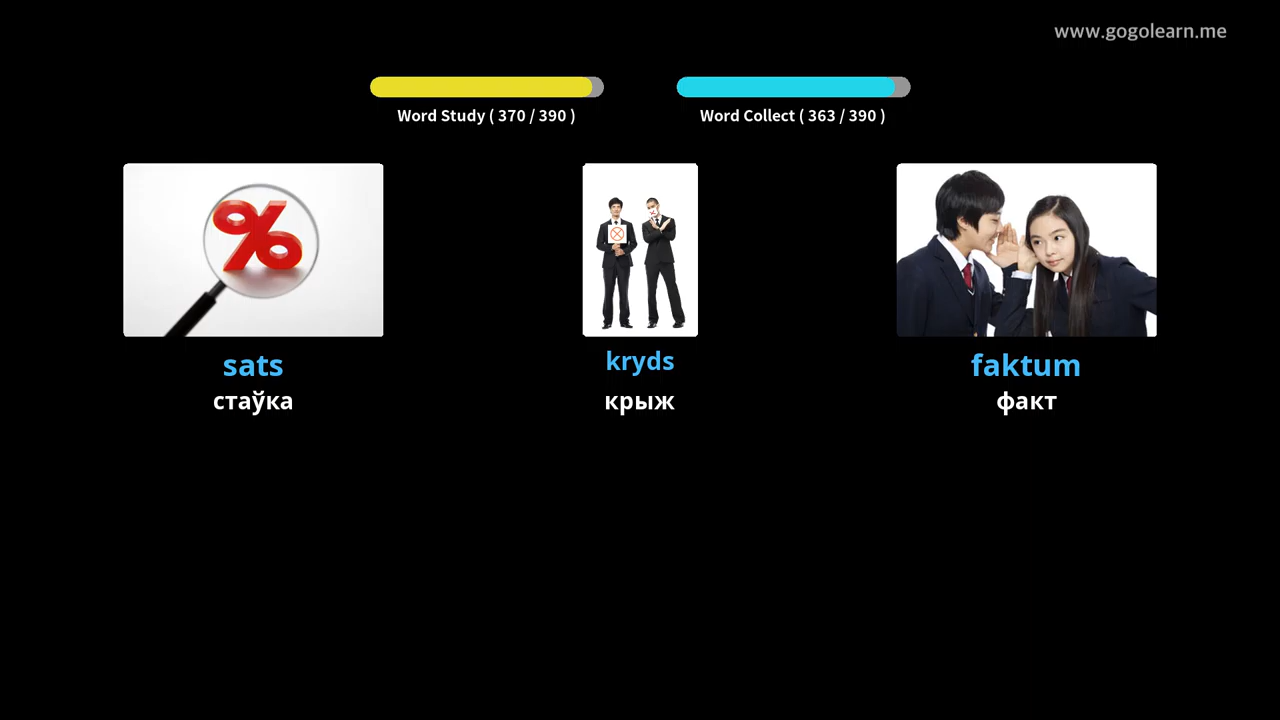 www.gogolearn.me
Word Study ( 370 / 390 )
Word Collect ( 363 / 390 )
%
sats
kryds
faktum
стаўка
крыж
факт